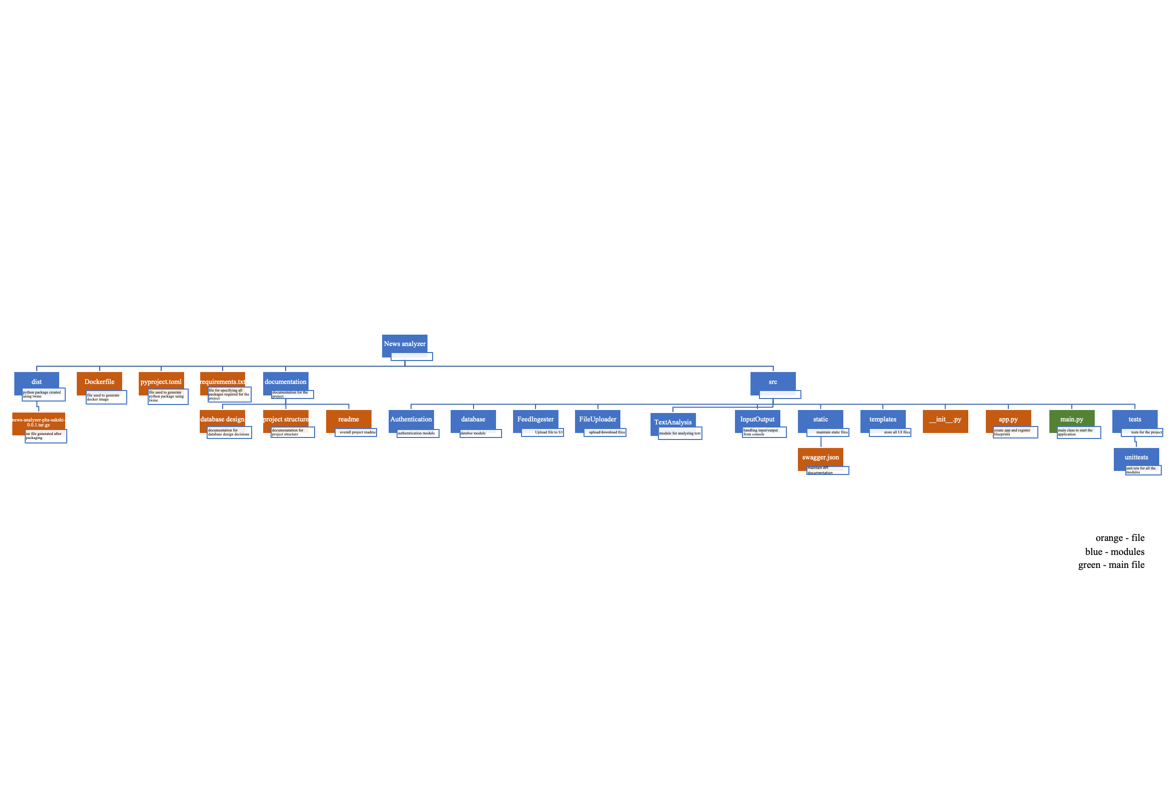 News analyzer
dist
python package created
using twine
Dockerfile
file used to generate
docker image
pyproject.toml
file used to generate
python package using
twine
requirements.txt
file for specifying all
packages required for the
project
documentation
documentation for the
project
src
0.0.1.tar.gz
tar file generated after
packaging
database design
documentation for
database design decisions
project structure
documentation for
project structure
readme
overall project readme
Authentication
authentication module
database
database module
FeedIngester
Upload file to S3
FileUploader
upload/download files
TextAnalysis
module for analyzing text
InputOutput
handling input/output
from console
static
maintain static files
templates
store all UI files
__init__.py
app.py
create app and register
blueprints
main.py
main class to start the
application
tests
tests for the project
swagger.json
maintain API
documentation
unittests
unit tests for all the
modules
orange - file
blue - modules
green - main file